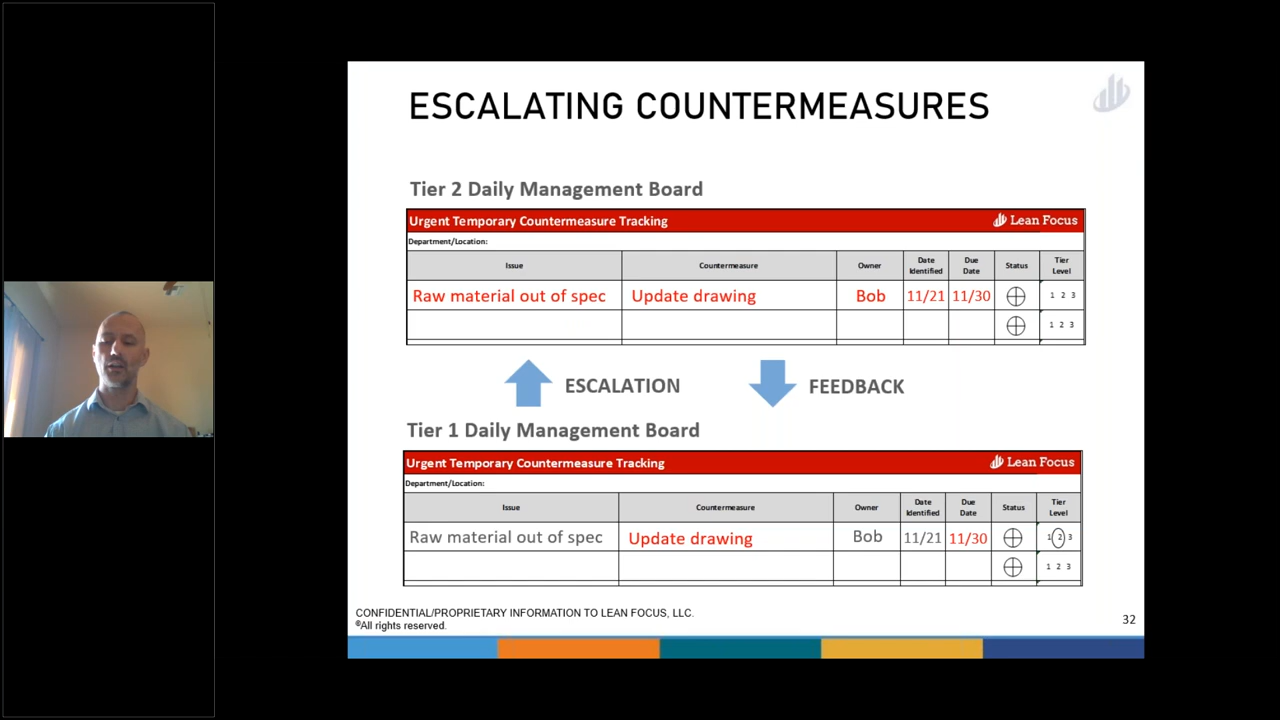 ESCALATING COUNTERMEASURES
Tier 2 Daily Management Board
Urgent Temporary Countermeasure Tracking Lean Focus
Department/Location:
Issue Countermeasure Owner Date Identified Due Date Status Tier Level
Raw material out of spec Update drawing Bob 11/21 11/30 1 2 3
1 2 3
ESCALATION FEEDBACK
Tier 1 Daily Management Board
Urgent Temporary Countermeasure Tracking Lean Focus
Department/Location:
Issue Countermeasure Owner Date Identified Due Date Status Tier Level
Raw material out of spec Update drawing Bob 11/21 11/30 1 2 3
1 2 3
CONFIDENTIAL/PROPRIETARY INFORMATION TO LEAN FOCUS, LLC.
©All rights reserved.
32